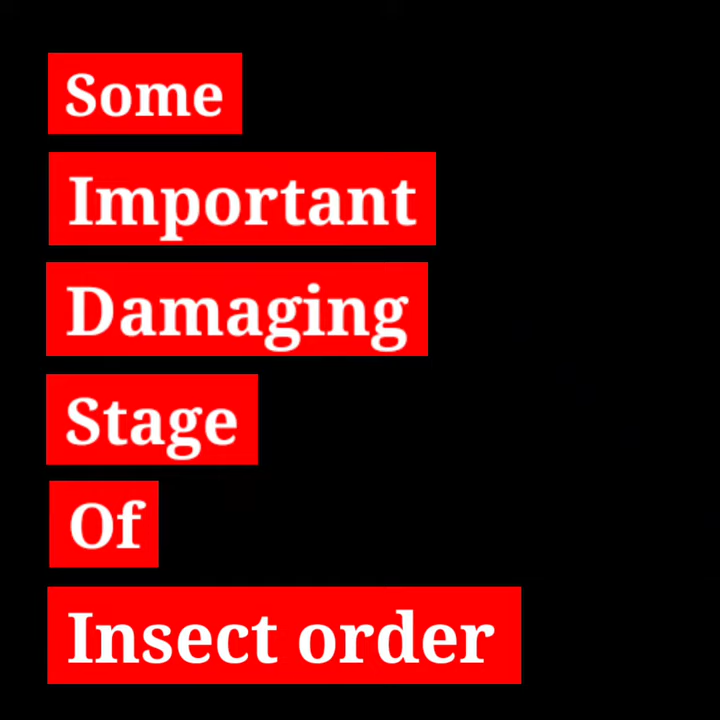 Some
Important
Damaging
Stage
Of
Insect order